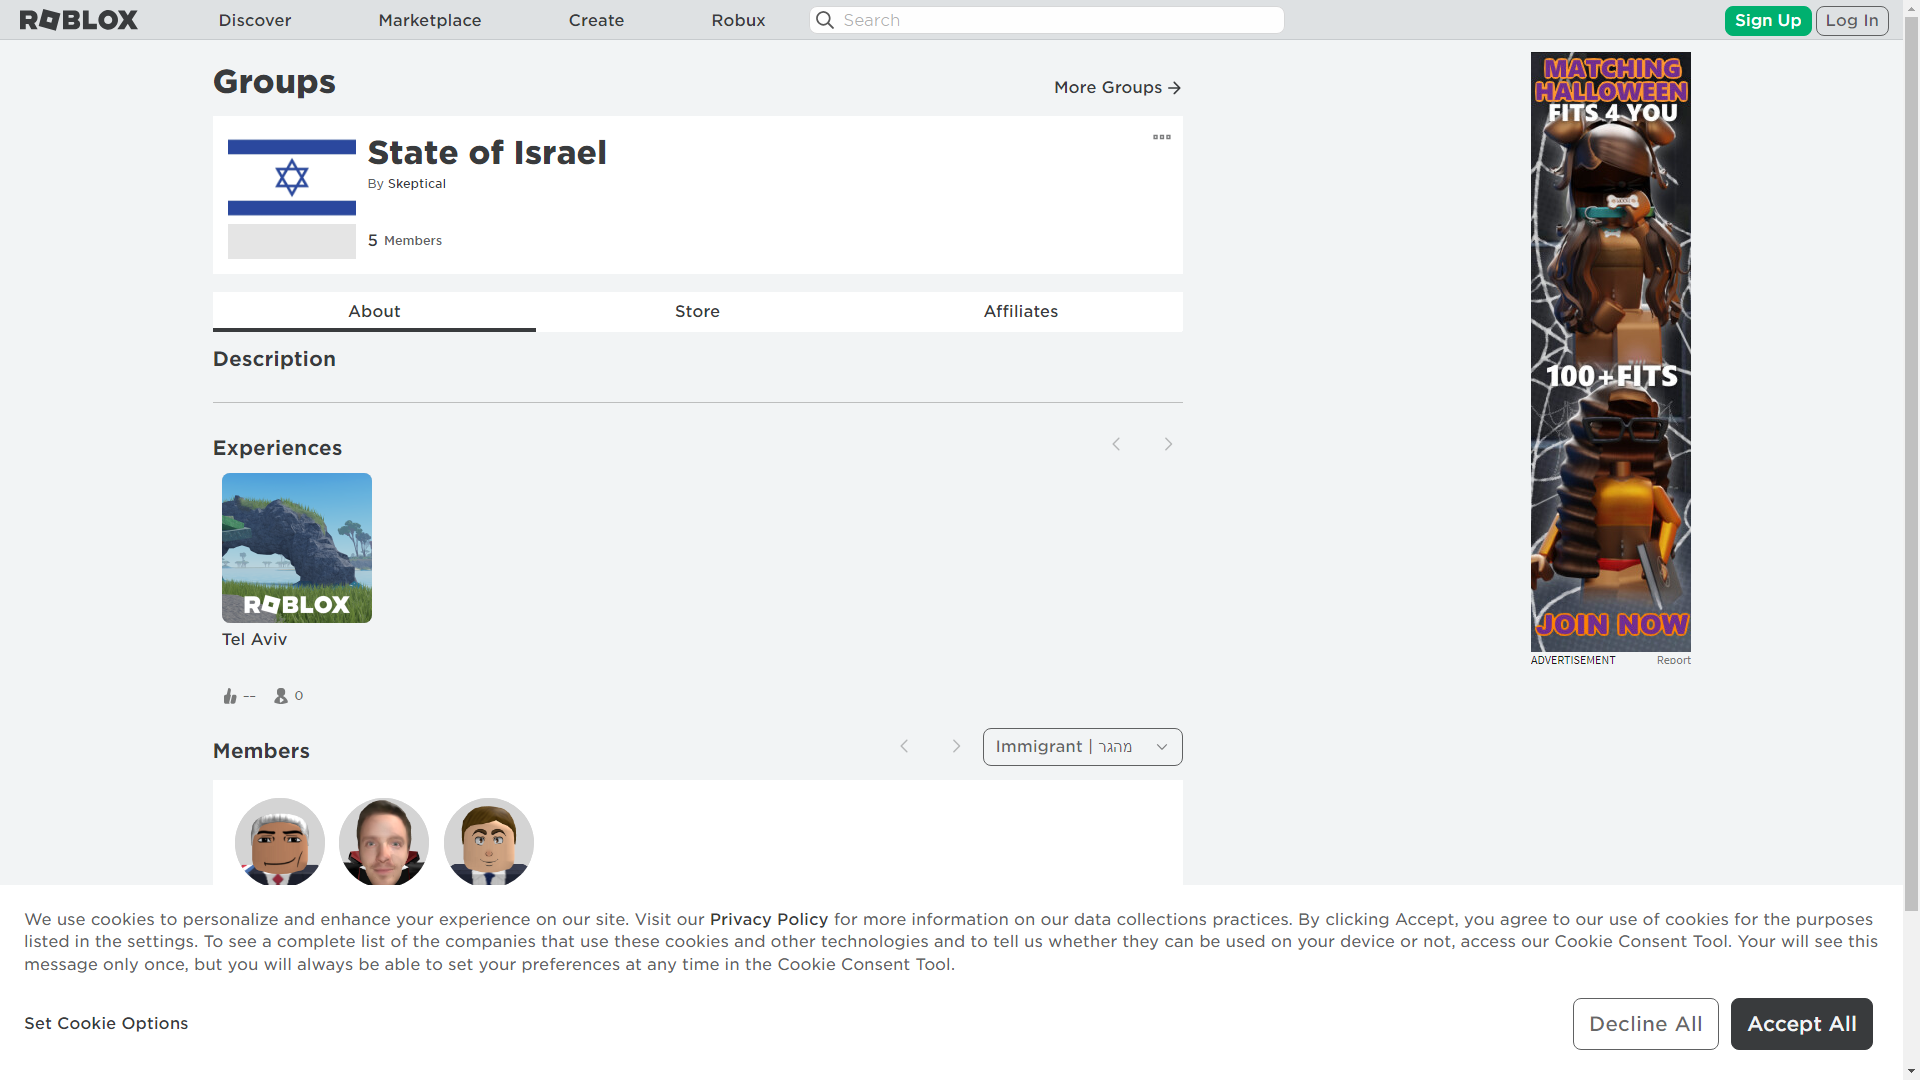 ROBLOX
Discover
Marketplace
Create
Robux
Search
Sign Up
Log In
Groups
More Groups
State of Israel
By Skeptical
5 Members
About
Store
Affiliates
Description
Experiences
ROBLOX
Tel Aviv
--
0
Members
Immigrant | מהגר
MATCHING
HALLOWEEN
FITS 4 YOU
100+FITS
JOIN NOW
ADVERTISEMENT
Report
We use cookies to personalize and enhance your experience on our site. Visit our Privacy Policy for more information on our data collections practices. By clicking Accept, you agree to our use of cookies for the purposes
listed in the settings. To see a complete list of the companies that use these cookies and other technologies and to tell us whether they can be used on your device or not, access our Cookie Consent Tool. Your will see this
message only once, but you will always be able to set your preferences at any time in the Cookie Consent Tool.
Set Cookie Options
Decline All
Accept All